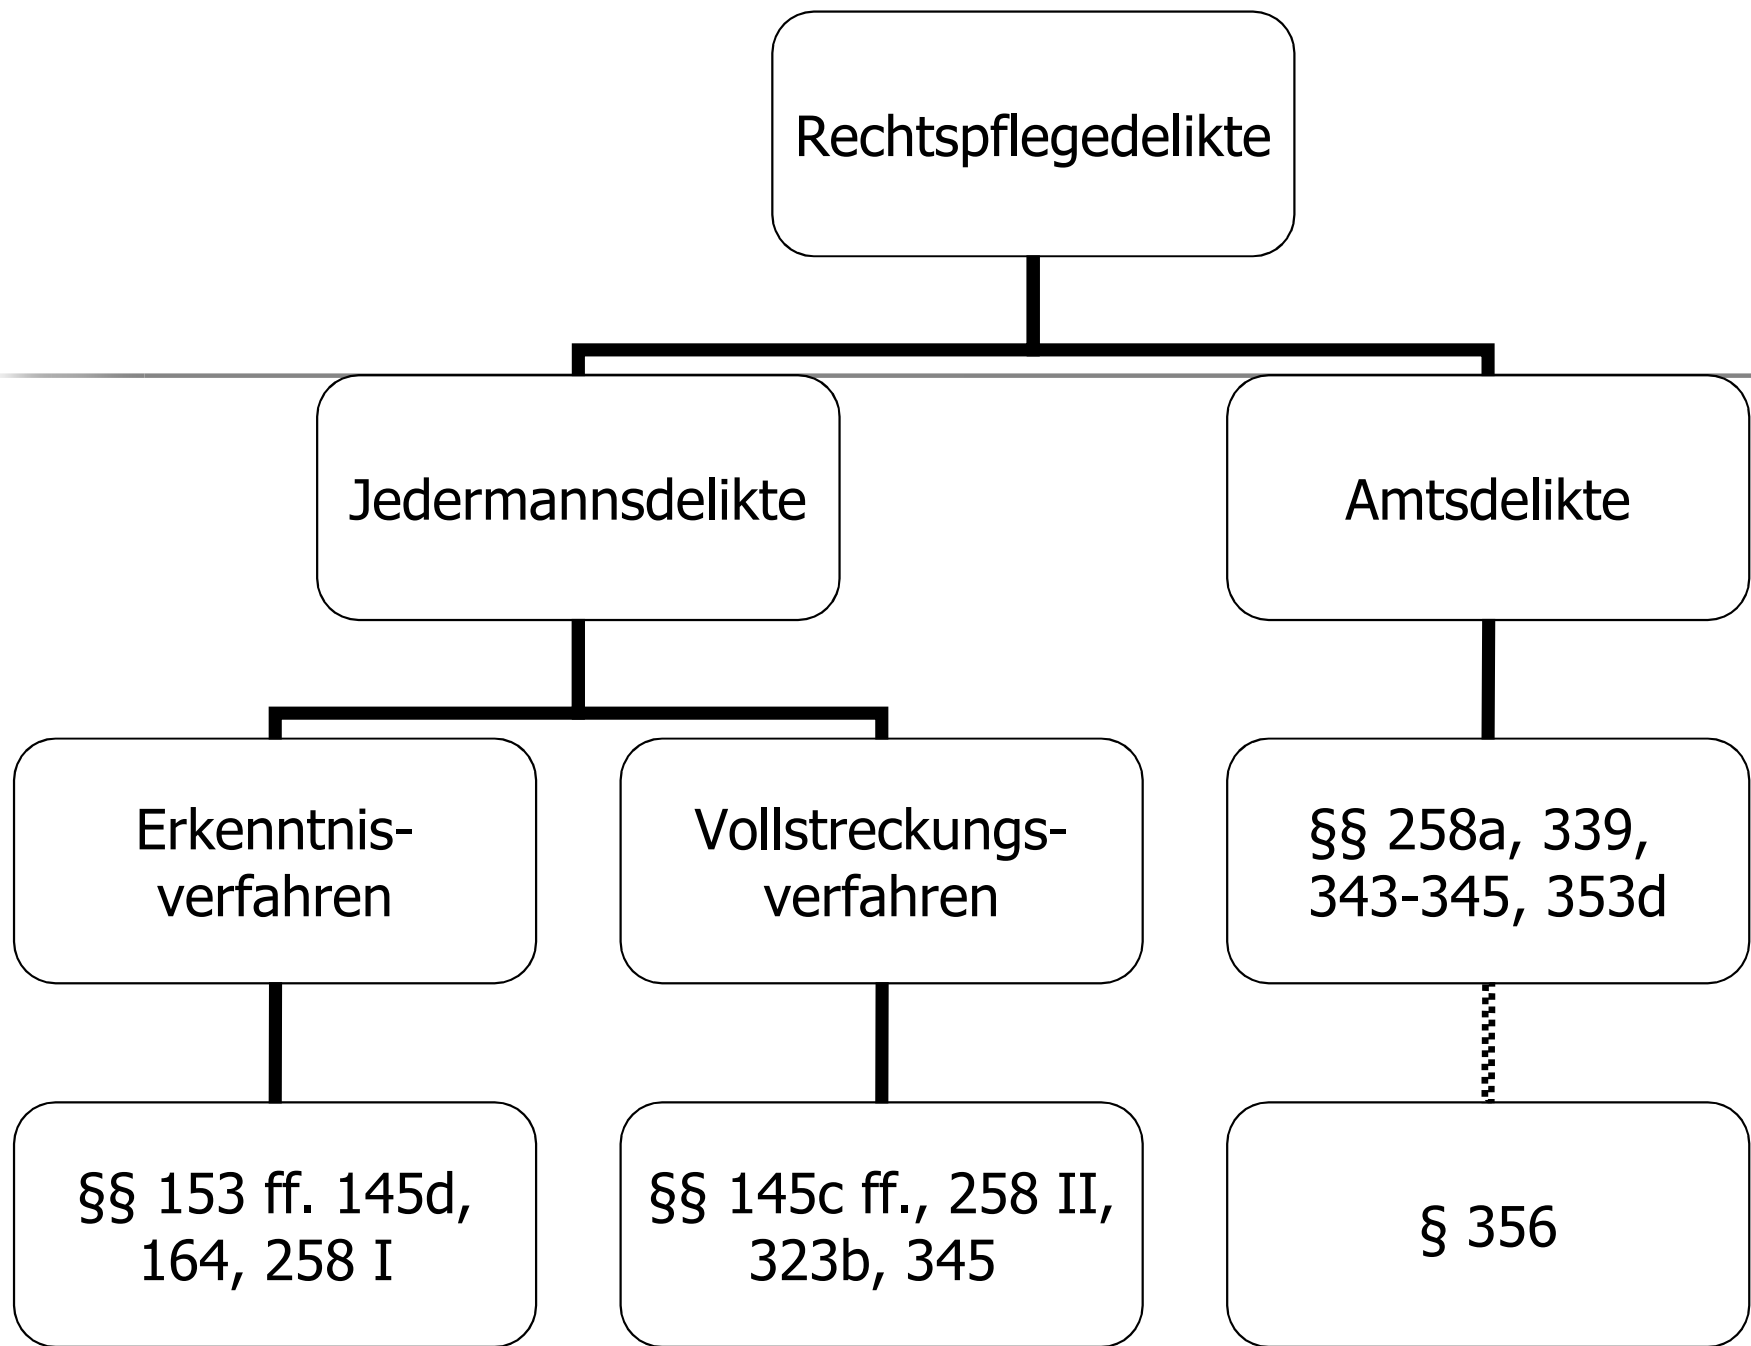 Rechtspflegedelikte
Jedermannsdelikte
Amtsdelikte
Erkenntnis-
verfahren
Vollstreckungs-
verfahren
§§ 258a, 339,
343-345, 353d
§§ 153 ff. 145d,
164, 258 I
§§ 145c ff., 258 II,
323b, 345
§ 356